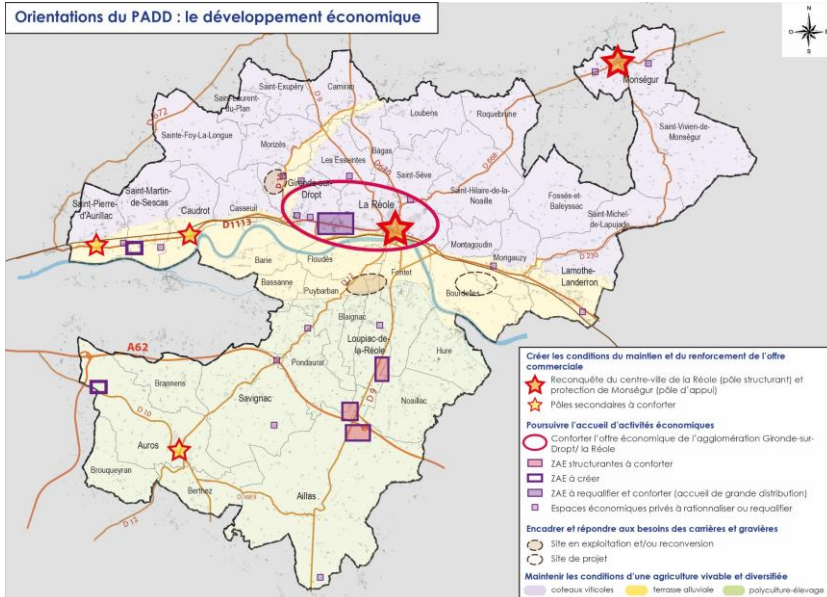 Orientations du PADD : le développement économique
N
O
E
S
Monségur
Saint-Exupéry
Camiran
Saint-Laurent-
du-Plan
D 9
Loubens
Roquebrune
D 672
Sainte-Foy-La-Longue
Saint-Vivien-de-
Monségur
Morizès
Bagas
D 668
Les Esseintes
Saint-Sève
Saint-Martin-
de-Sescas
Gironde-sur-
Dropt
La Réole
Saint-Hilaire-de-la-
Noaille
Fossés-et-
Baleyssac
Saint-Pierre-
d'Aurillac
Caudrot
Casseuil
Saint-Michel-
de-Lapujade
D1113
Montagoudin
D 230
Barie
Floudès
Mongauzy
Lamothe-
Landerron
Bassanne
Fontet
Puybarban
Bourdelles
Blaignac
Loupiac-de-
la-Réole
Hure
A62
Pondaurat
D 9
Brannens
Savignac
Noaillac
D 10
Auros
Brouqueyran
Berthez
Aillas
D 12
Créer les conditions du maintien et du renforcement de l'offre
commerciale
Reconquête du centre-ville de la Réole (pôle structurant) et
protection de Monségur (pôle d'appui)
Pôles secondaires à conforter
Poursuivre l'accueil d'activités économiques
Conforter l'offre économique de l'agglomération Gironde-sur-
Dropt/ la Réole
ZAE structurantes à conforter
ZAE à créer
ZAE à requalifier et conforter (accueil de grande distribution)
Espaces économiques privés à rationnaliser ou requalifier
Encadrer et répondre aux besoins des carrières et gravières
Site en exploitation et/ou reconversion
Site de projet
Maintenir les conditions d'une agriculture vivable et diversifiée
coteaux viticoles
terrasse alluviale
polyculture-élevage